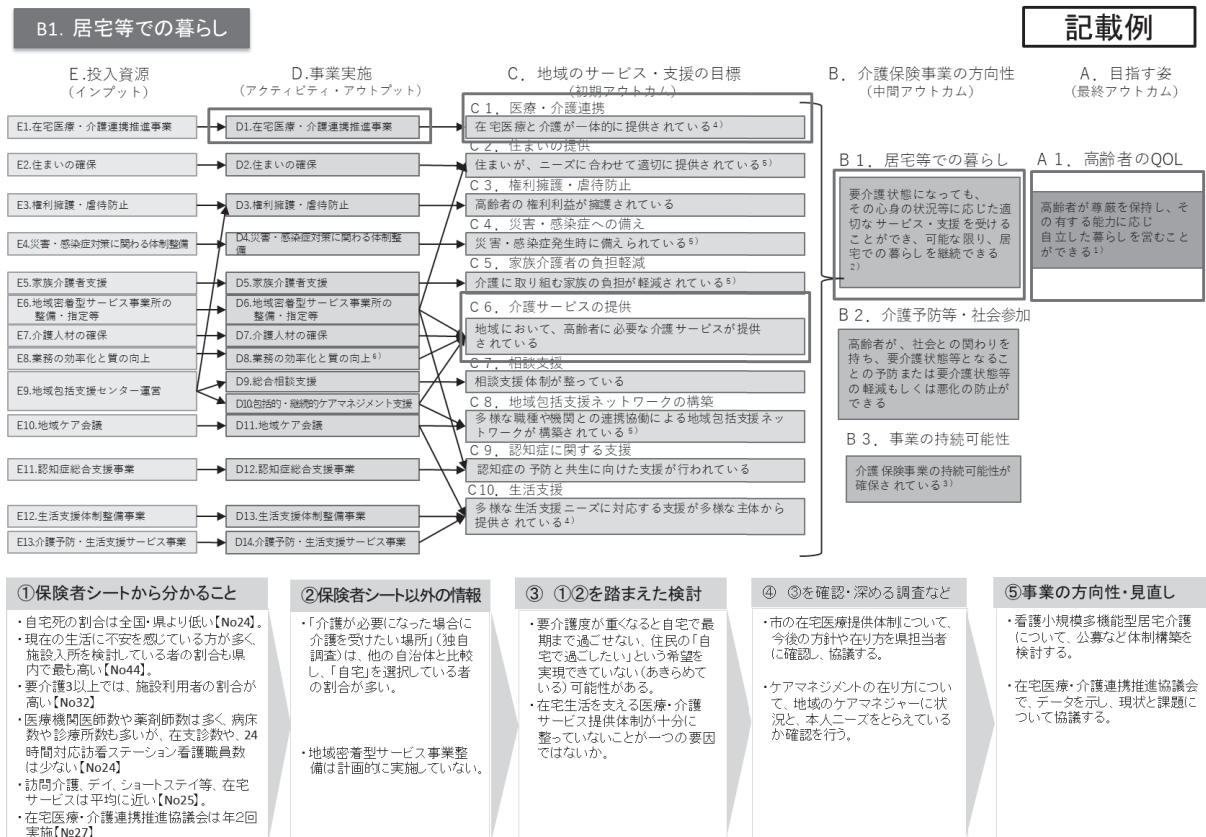 B1. 居宅等での暮らし
記載例
E.投入資源
(インプット)
D.事業実施
(アクティビティ・アウトプット)
C. 地域のサービス・支援の目標
(初期アウトカム)
B. 介護保険事業の方向性
(中間アウトカム)
A. 目指す姿
(最終アウトカム)
E1.在宅医療・介護連携推進事業
E2.住まいの確保
E3.権利擁護・虐待防止
E4.災害・感染症対策に関わる体制整備
E5.家族介護者支援
E6.地域密着型サービス事業所の
整備・指定等
E7.介護人材の確保
E8.業務の効率化と質の向上
E9.地域包括支援センター運営
E10.地域ケア会議
E11.認知症総合支援事業
E12.生活支援体制整備事業
E13.介護予防・生活支援サービス事業
D1.在宅医療・介護連携推進事業
D2.住まいの確保
D3.権利擁護・虐待防止
D4.災害・感染症対策に関わる体制整
備
D5.家族介護者支援
D6.地域密着型サービス事業所の
整備・指定等
D7.介護人材の確保
D8.業務の効率化と質の向上6)
D9.総合相談支援
D10.包括的・継続的ケアマネジメント支援
D11.地域ケア会議
D12.認知症総合支援事業
D13.生活支援体制整備事業
D14.介護予防・生活支援サービス事業
C1. 医療・介護連携
在宅医療と介護が一体的に提供されている4)
C2. 住まいの提供
住まいが、ニーズに合わせて適切に提供されている5)
C3. 権利擁護・虐待防止
高齢者の権利利益が擁護されている
C4. 災害・感染症への備え
災害・感染症発生時に備えられている5)
C5. 家族介護者の負担軽減
介護に取り組む家族の負担が軽減されている5)
C6. 介護サービスの提供
地域において、高齢者に必要な介護サービスが提供
されている
C7. 相談支援
相談支援体制が整っている
C8. 地域包括支援ネットワークの構築
多様な職種や機関との連携協働による地域包括支援ネッ
トワークが構築されている5)
C9. 認知症に関する支援
認知症の予防と共生に向けた支援が行われている
C10. 生活支援
多様な生活支援ニーズに対応する支援が多様な主体から
提供されている4)
B1. 居宅等での暮らし
要介護状態になっても、
その心身の状況等に応じた適
切なサービス・支援を受ける
ことができ、可能な限り、居
宅での暮らしを継続できる
2)
B2. 介護予防等・社会参加
高齢者が、社会との関わりを
持ち、要介護状態等となるこ
との予防または要介護状態等
の軽減もしくは悪化の防止が
できる
B3. 事業の持続可能性
介護保険事業の持続可能性が
確保されている3)
A1. 高齢者のQOL
高齢者が尊厳を保持し、そ
の有する能力に応じ
自立した暮らしを営むこと
ができる1)
①保険者シートから分かること
・自宅死の割合は全国・県より低い【No24】。
・現在の生活に不安を感じている方が多く、
施設入所を検討している者の割合も県
内で最も高い【No44】。
・要介護3以上では、施設利用者の割合が
高い【No32】
・医療機関医師数や薬剤師数は多く、病床
数や診療所数も多いが、在支診数や、24
時間対応訪看ステーション看護職員数
は少ない【No24】
・訪問介護、デイ、ショートステイ等、在宅
サービスは平均に近い【No25】。
・在宅医療・介護連携推進協議会は年2回
実施【№27】
②保険者シート以外の情報
・「介護が必要になった場合に
介護を受けたい場所」(独自
調査)は、他の自治体と比較
し、「自宅」を選択している者
の割合が多い。
・地域密着型サービス事業整
備は計画的に実施していない。
③ ①②を踏まえた検討
・要介護度が重くなると自宅で最
期まで過ごせない、住民の「自
宅で過ごしたい」という希望を
実現できていない(あきらめて
いる)可能性がある。
・在宅生活を支える医療・介護
サービス提供体制が十分に
整っていないことが一つの要因
ではないか。
④ ③を確認・深める調査など
・市の在宅医療提供体制について、
今後の方針や在り方を県担当者
に確認し、協議する。
・ケアマネジメントの在り方につい
て、地域のケアマネジャーに状
況と、本人ニーズをとらえている
か確認を行う。
⑤事業の方向性・見直し
・看護小規模多機能型居宅介護
について、公募など体制構築を
検討する。
・在宅医療・介護連携推進協議会
で、データを示し、現状と課題に
ついて協議する。